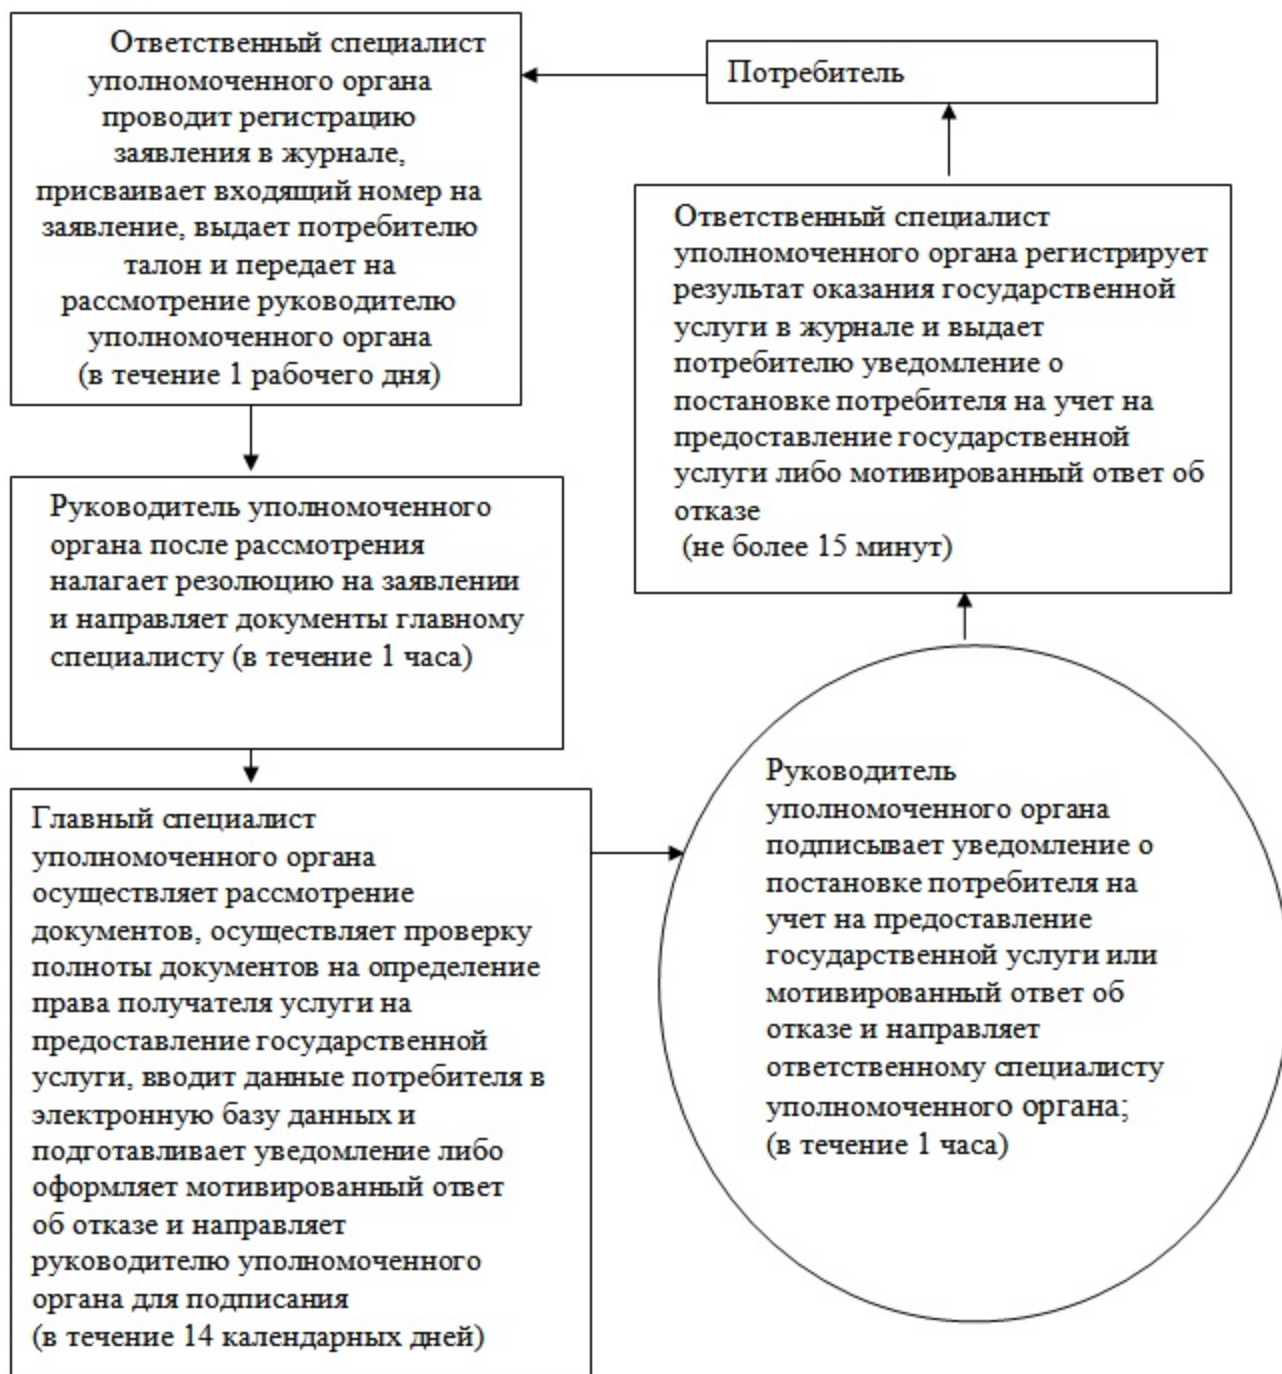 Ответственный специалист
уполномоченного органа
проводит регистрацию
заявления в журнале,
присваивает входящий номер на
заявление, выдает потребителю
талон и передает на
рассмотрение руководителю
уполномоченного органа
(в течение 1 рабочего дня)
Потребитель
Ответственный специалист
уполномоченного органа регистрирует
результат оказания государственной
услуги в журнале и выдает
потребителю уведомление о
постановке потребителя на учет на
предоставление государственной
услуги либо мотивированный ответ об
отказе
(не более 15 минут)
Руководитель уполномоченного
органа после рассмотрения
налагает резолюцию на заявлении
и направляет документы главному
специалисту (в течение 1 часа)
Главный специалист
уполномоченного органа
осуществляет рассмотрение
документов, осуществляет проверку
полноты документов на определение
права получателя услуги на
предоставление государственной
услуги, вводит данные потребителя в
электронную базу данных и
подготавливает уведомление либо
оформляет мотивированный ответ
об отказе и направляет
руководителю уполномоченного
органа для подписания
(в течение 14 календарных дней)
Руководитель
уполномоченного органа
подписывает уведомление о
постановке потребителя на
учет на предоставление
государственной услуги или
мотивированный ответ об
отказе и направляет
ответственному специалисту
уполномоченного органа;
(в течение 1 часа)